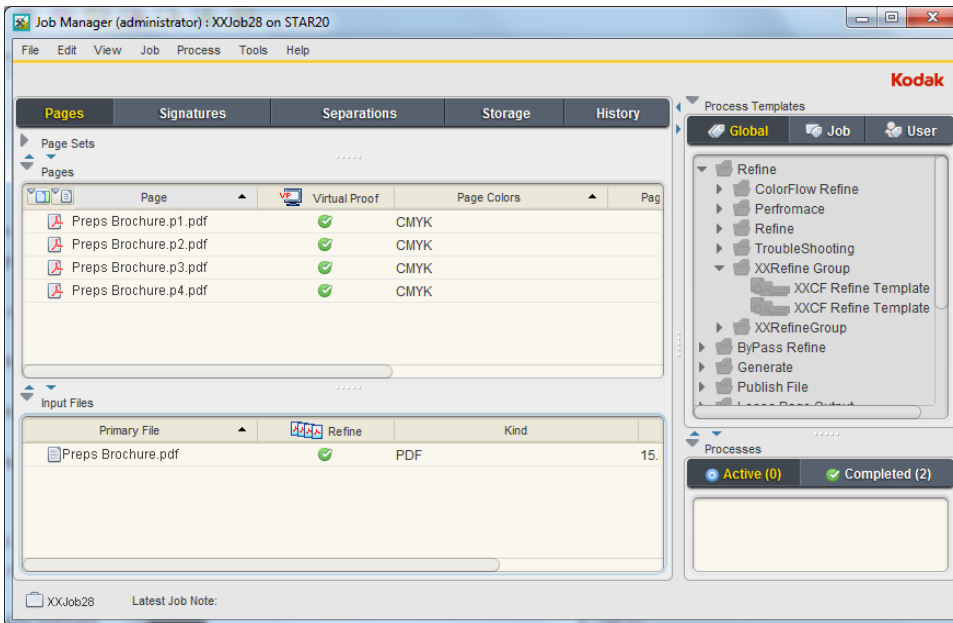 Job Manager (administrator) : XXJob28 on STAR20
File Edit View Job Process Tools Help
Kodak
Pages Signatures Separations Storage History
Page Sets
Pages
Page Virtual Proof Page Colors Pag
VP
Preps Brochure.p1.pdf CMYK
Preps Brochure.p2.pdf CMYK
Preps Brochure.p3.pdf CMYK
Preps Brochure.p4.pdf CMYK
Input Files
Primary File Refine Kind
Preps Brochure.pdf PDF 15.
Process Templates
Global Job User
Refine
ColorFlow Refine
Perfromace
Refine
TroubleShooting
XXRefine Group
XXCF Refine Template
XXCF Refine Template
XXRefineGroup
ByPass Refine
Generate
Publish File
Processes
Active (0) Completed (2)
XXJob28 Latest Job Note: